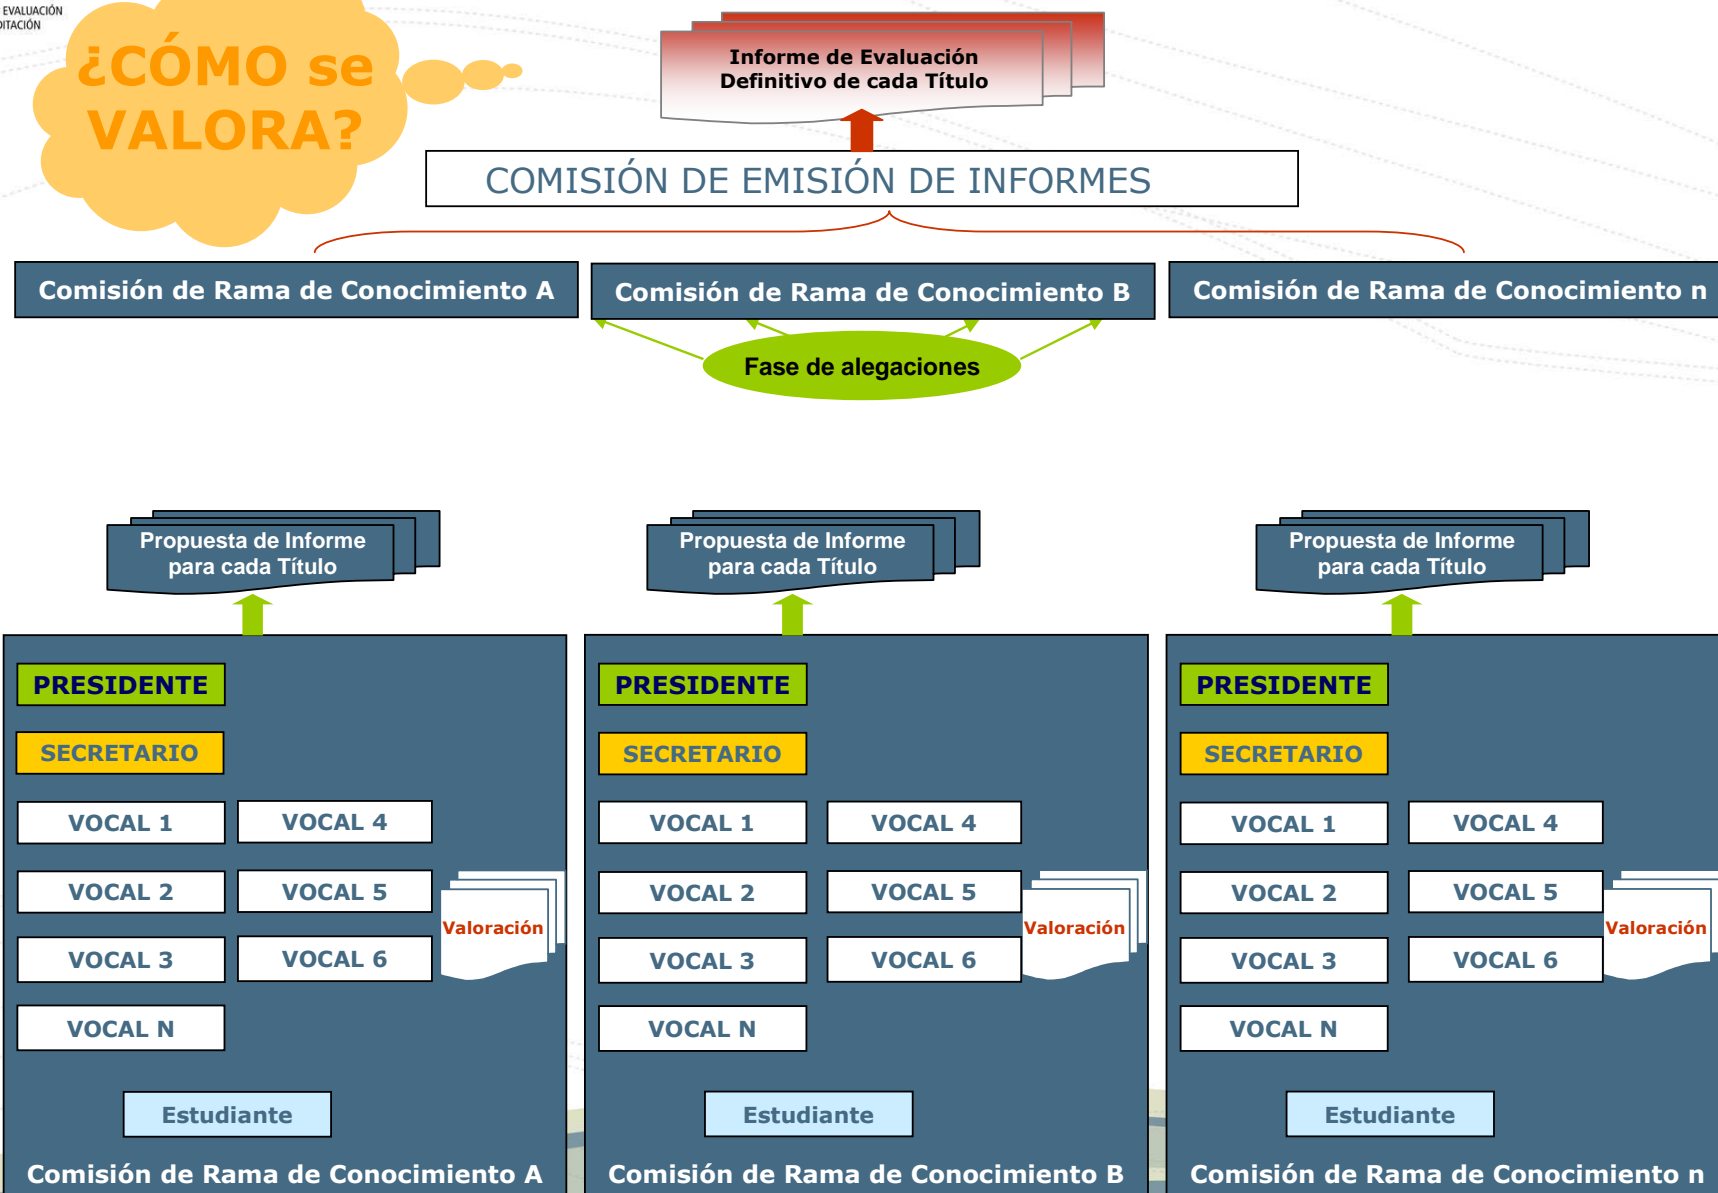 EVALUACIÓN
¿CÓMO se
VALORA?
Informe de Evaluación
Definitivo de cada Título
COMISIÓN DE EMISIÓN DE INFORMES
Comisión de Rama de Conocimiento A
Comisión de Rama de Conocimiento B
Comisión de Rama de Conocimiento n
Fase de alegaciones
Propuesta de Informe
para cada Título
Propuesta de Informe
para cada Título
Propuesta de Informe
para cada Título
PRESIDENTE
SECRETARIO
VOCAL 1
VOCAL 4
VOCAL 2
VOCAL 5
VOCAL 3
VOCAL 6
VOCAL N
Valoración
Estudiante
Comisión de Rama de Conocimiento A
PRESIDENTE
SECRETARIO
VOCAL 1
VOCAL 4
VOCAL 2
VOCAL 5
VOCAL 3
VOCAL 6
VOCAL N
Valoración
Estudiante
Comisión de Rama de Conocimiento B
PRESIDENTE
SECRETARIO
VOCAL 1
VOCAL 4
VOCAL 2
VOCAL 5
VOCAL 3
VOCAL 6
VOCAL N
Valoración
Estudiante
Comisión de Rama de Conocimiento n